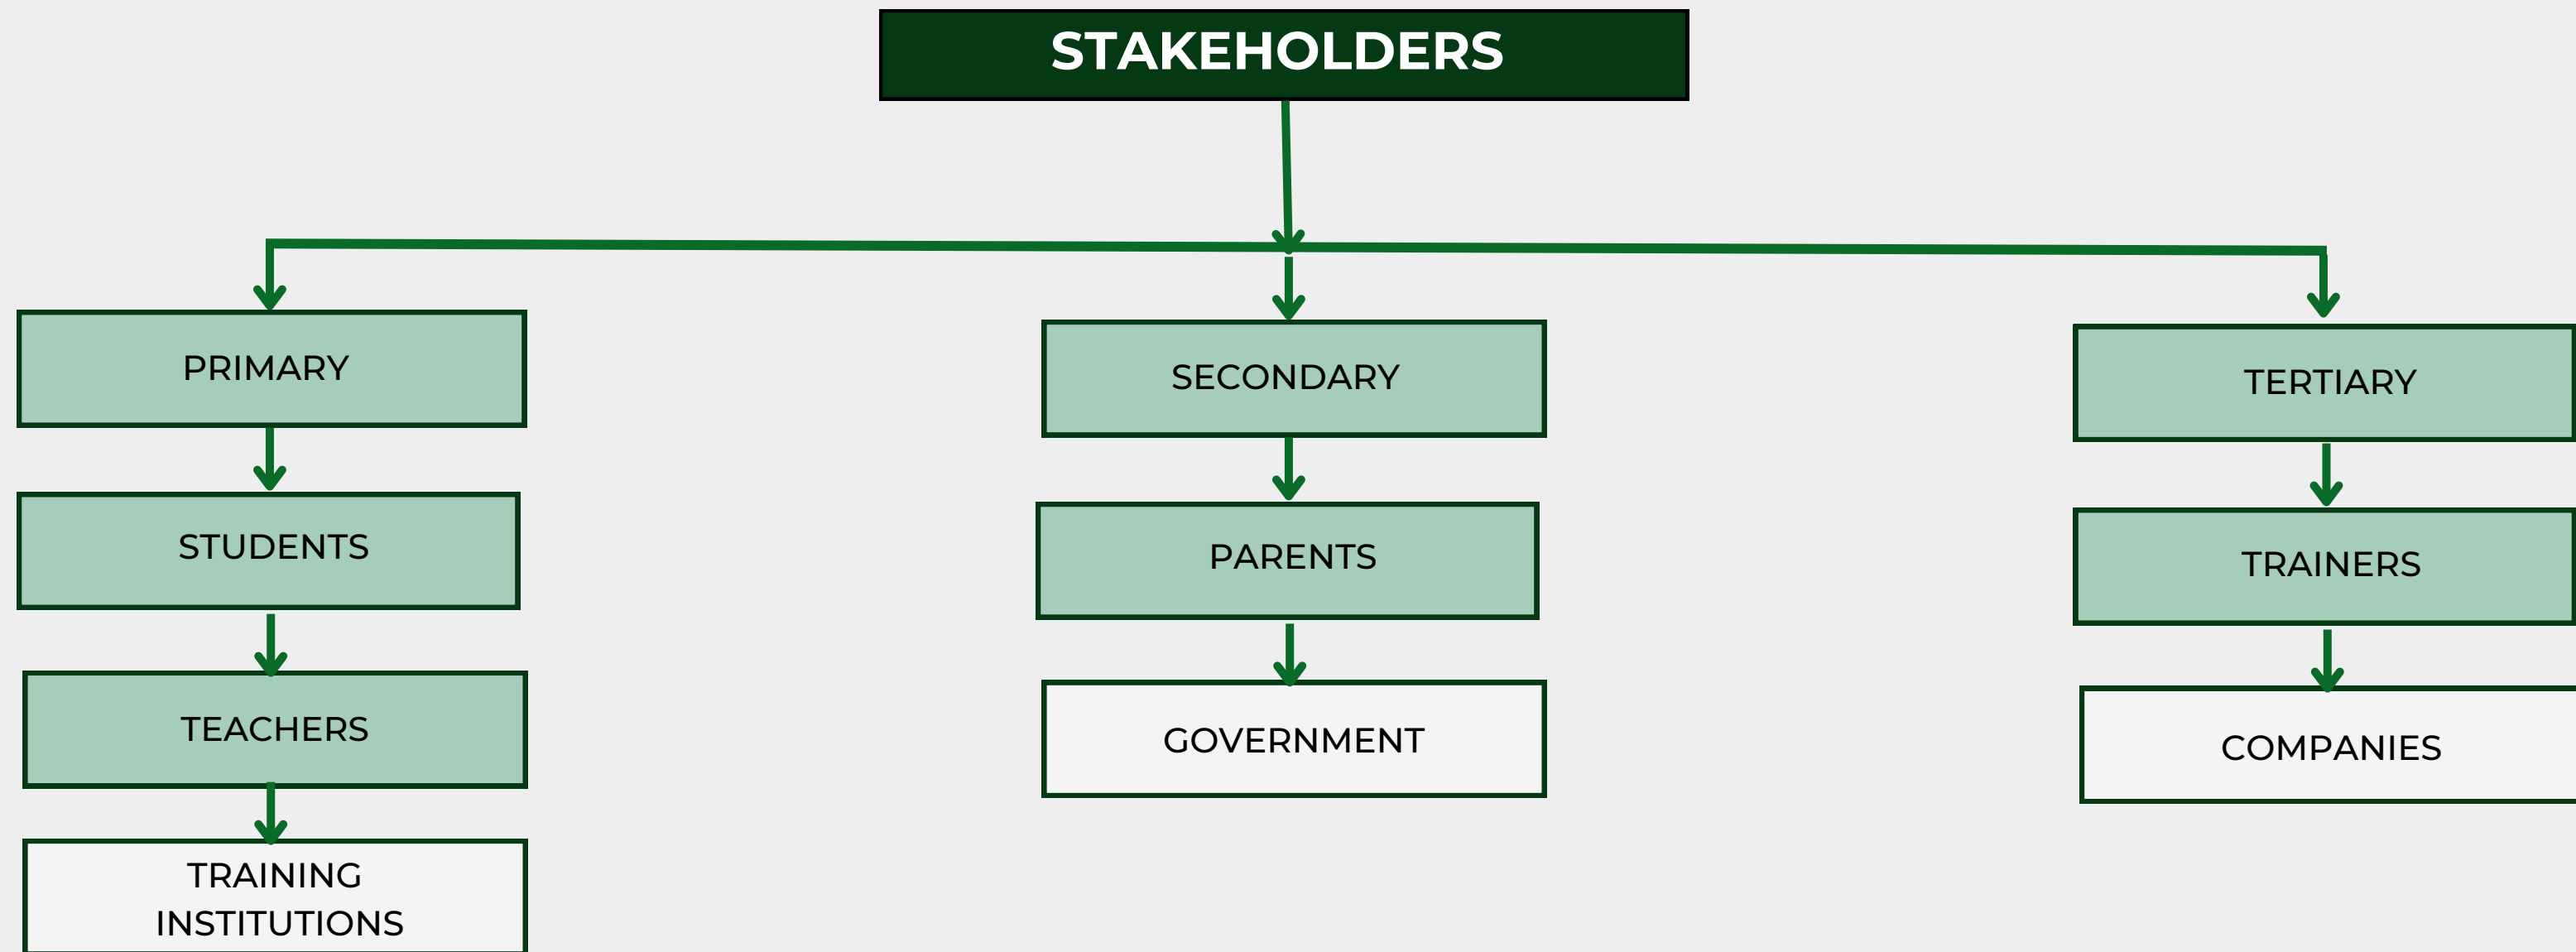 STAKEHOLDERS
PRIMARY
SECONDARY
TERTIARY
STUDENTS
PARENTS
TRAINERS
TEACHERS
GOVERNMENT
COMPANIES
TRAINING
INSTITUTIONS